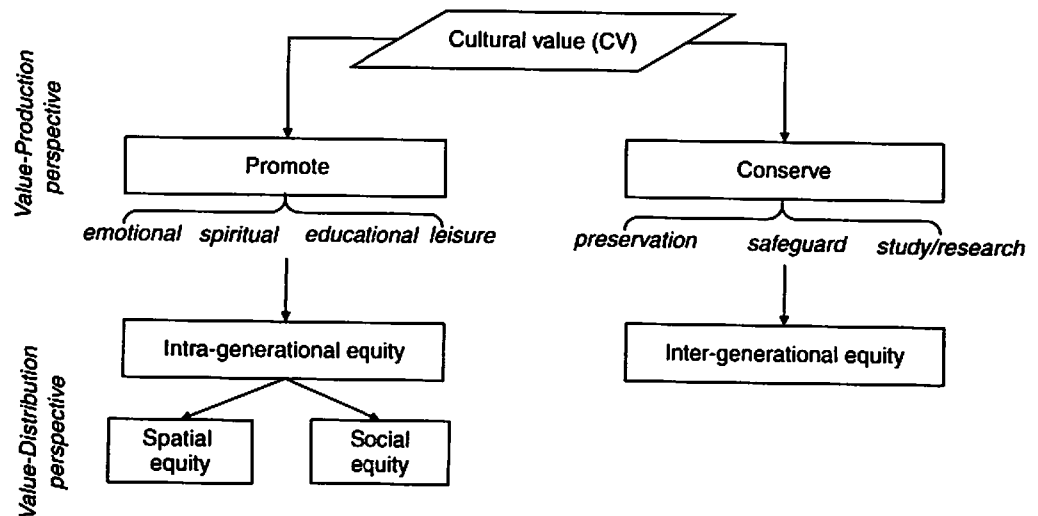 Cultural value (CV)
Value-Production
perspective
Promote
Conserve
emotional spiritual educational leisure
preservation safeguard study/research
Value-Distribution
perspective
Intra-generational equity
Inter-generational equity
Spatial
equity
Social
equity